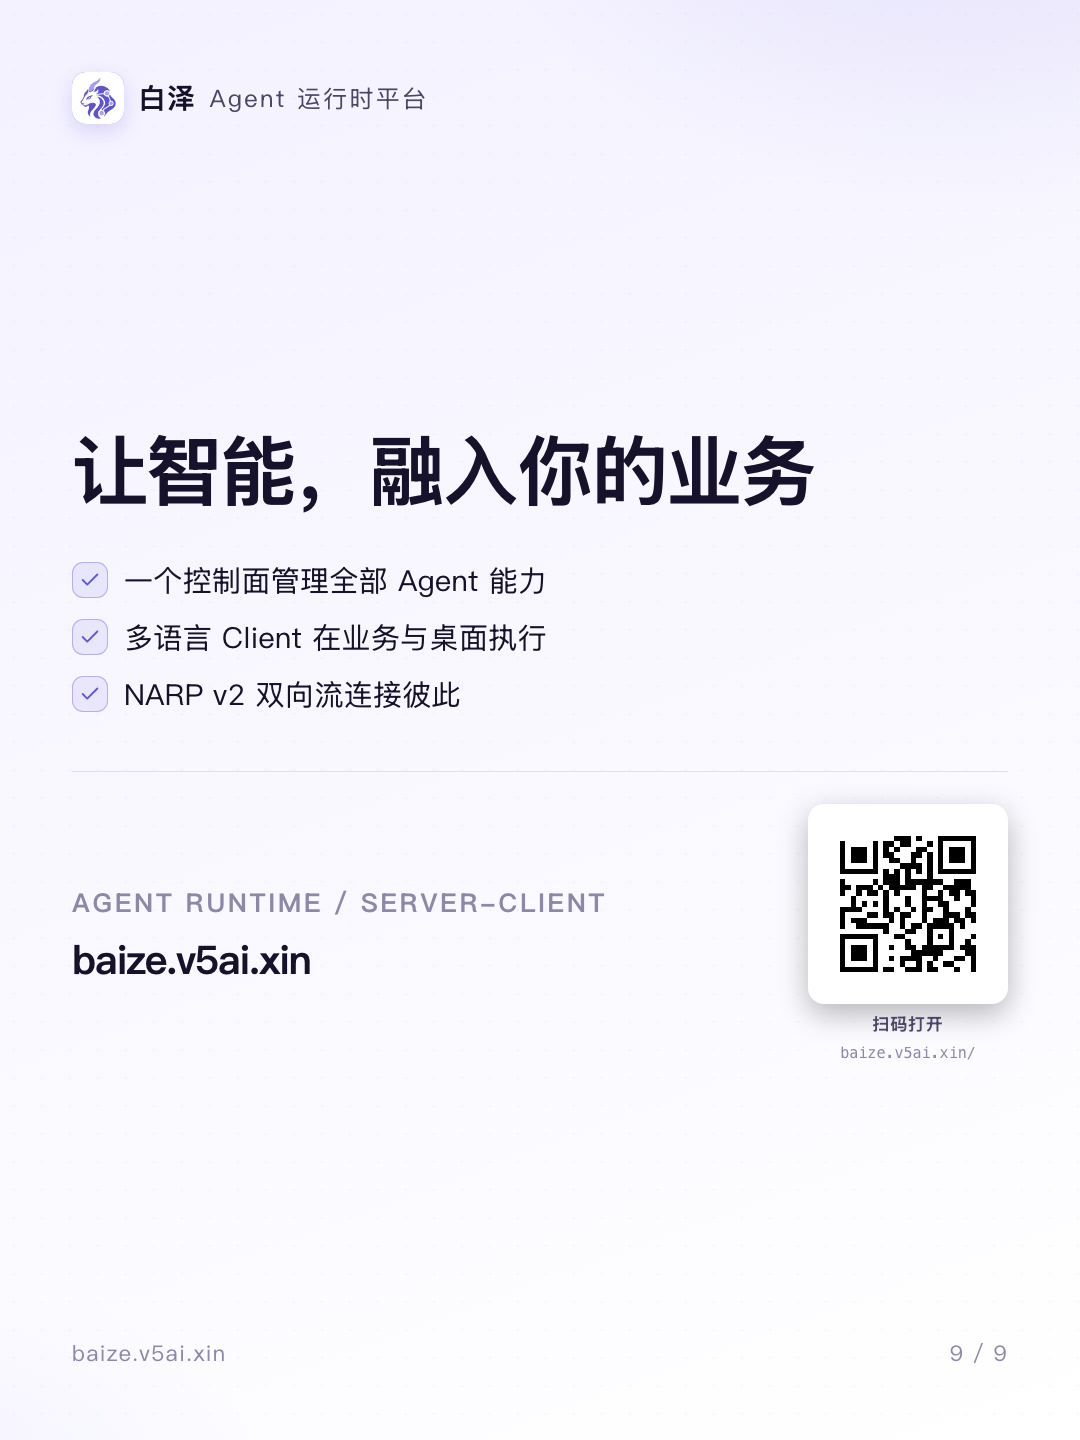 白泽 Agent 运行时平台
让智能，融入你的业务
一个控制面管理全部 Agent 能力
多语言 Client 在业务与桌面执行
NARP v2 双向流连接彼此
AGENT RUNTIME / SERVER–CLIENT
baize.v5ai.xin
扫码打开
baize.v5ai.xin/
baize.v5ai.xin
9 / 9